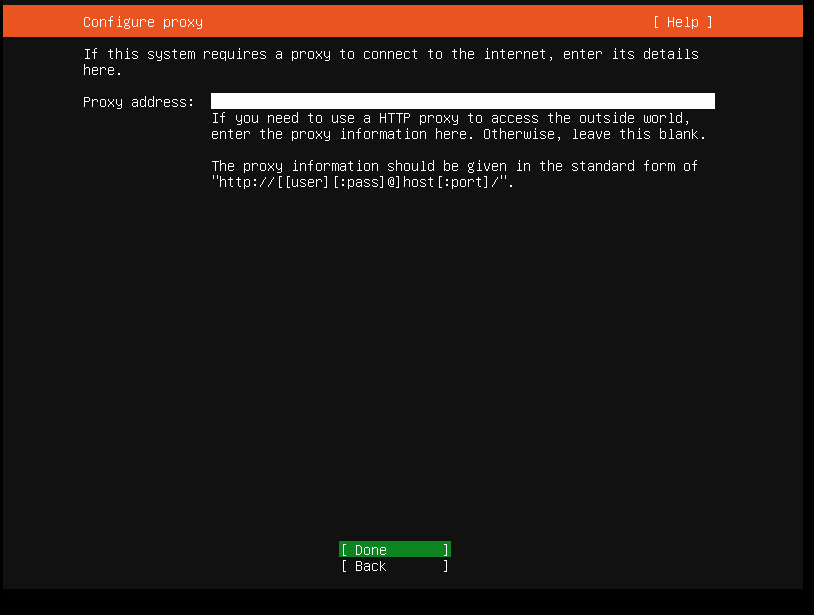 Configure proxy [ Help ]
If this system requires a proxy to connect to the internet, enter its details
here.
Proxy address:
If you need to use a HTTP proxy to access the outside world,
enter the proxy information here. Otherwise, leave this blank.
The proxy information should be given in the standard form of
"http://[[user][:pass]@]host[:port]/".
[ Done ]
[ Back ]